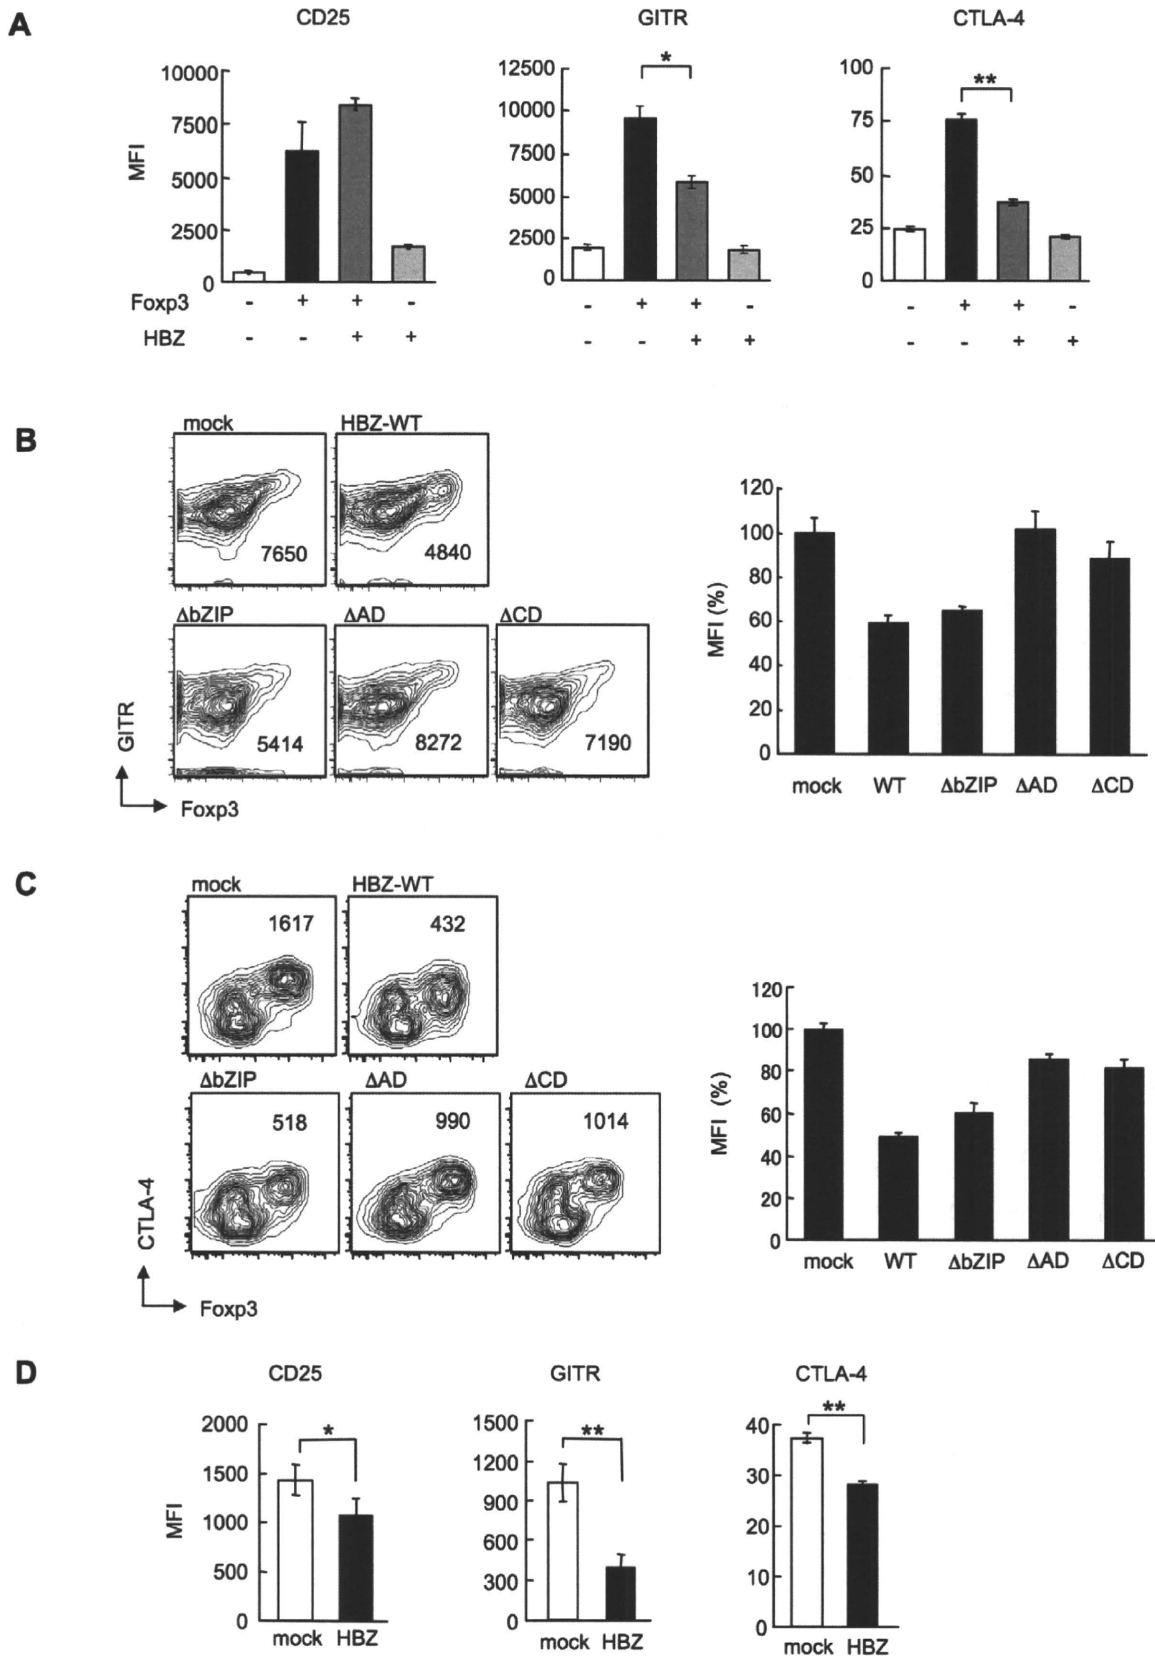 A
CD25 GITR CTLA-4
MFI
10000
7500
5000
2500
0
12500
10000
7500
5000
2500
0
100
75
50
25
0
* **
Foxp3 - + + - - + + - - + + -
HBZ - - + + - - + + - - + +
B
mock HBZ-WT
7650 4840
ΔbZIP ΔAD ΔCD
5414 8272 7190
GITR
Foxp3
MFI (%)
120
100
80
60
40
20
0
mock WT ΔbZIP ΔAD ΔCD
C
mock HBZ-WT
1617 432
ΔbZIP ΔAD ΔCD
518 990 1014
CTLA-4
Foxp3
MFI (%)
120
100
80
60
40
20
0
mock WT ΔbZIP ΔAD ΔCD
D
CD25 GITR CTLA-4
MFI
2000
1500
1000
500
0
1500
1200
900
600
300
0
40
30
20
10
0
* ** **
mock HBZ mock HBZ mock HBZ